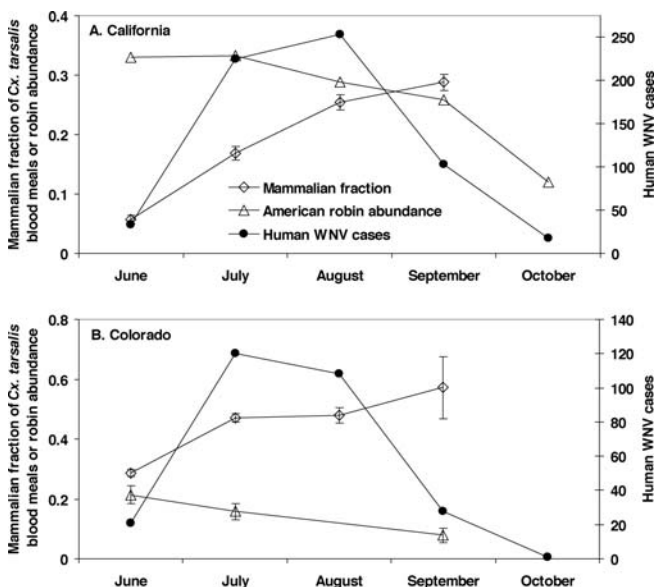 A. California
Mammalian fraction of Cx. tarsalis
blood meals or robin abundance
0.4
0.3
0.2
0.1
0
Mammalian fraction
American robin abundance
Human WNV cases
250
200
150
100
50
0
Human WNV cases
June July August September October
B. Colorado
Mammalian fraction of Cx. tarsalis
blood meals or robin abundance
0.8
0.6
0.4
0.2
0
140
120
100
80
60
40
20
0
Human WNV cases
June July August September October